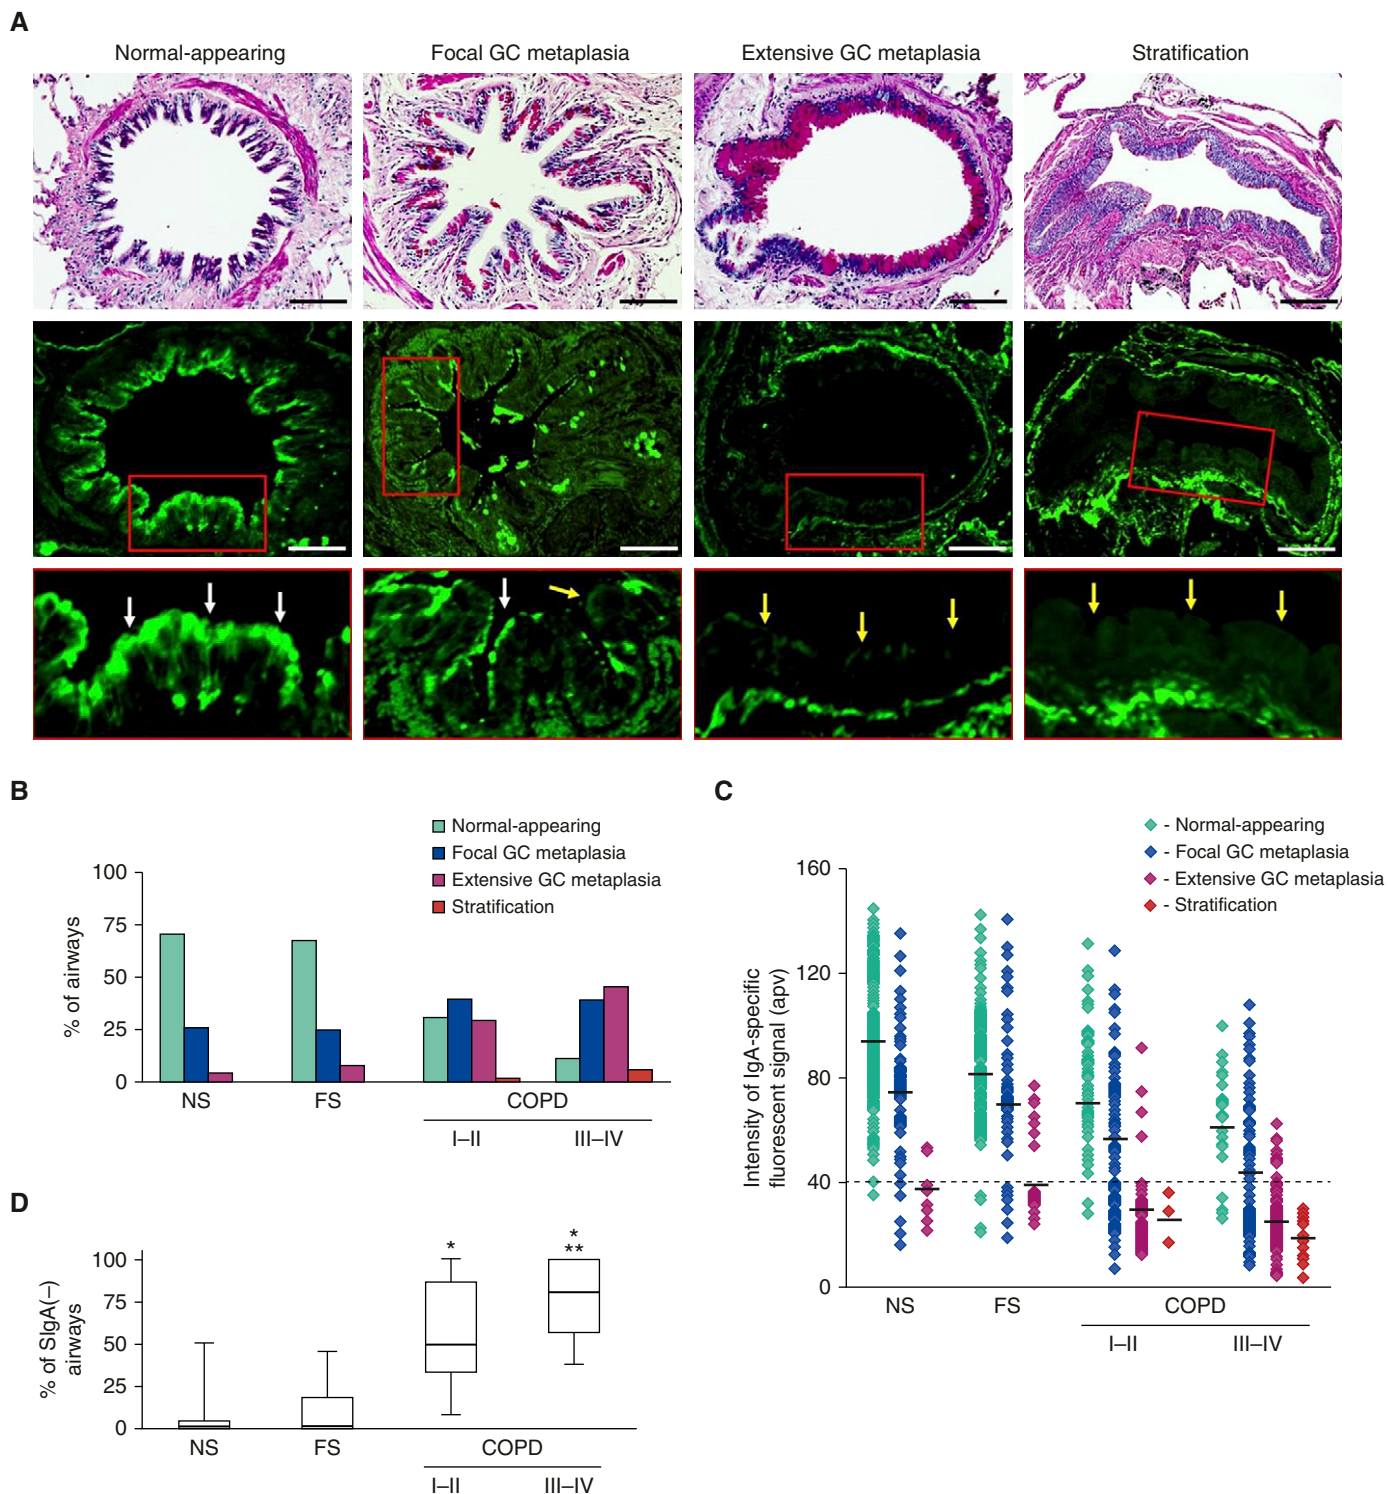 A
Normal-appearing
Focal GC metaplasia
Extensive GC metaplasia
Stratification
B
Normal-appearing
Focal GC metaplasia
Extensive GC metaplasia
Stratification
% of airways
100
75
50
25
0
NS
FS
COPD
I–II
III–IV
C
- Normal-appearing
- Focal GC metaplasia
- Extensive GC metaplasia
- Stratification
Intensity of IgA-specific
fluorescent signal (apv)
160
120
80
40
0
NS
FS
COPD
I–II
III–IV
D
% of SIgA(–)
airways
100
75
50
25
0
*
*
**
NS
FS
COPD
I–II
III–IV